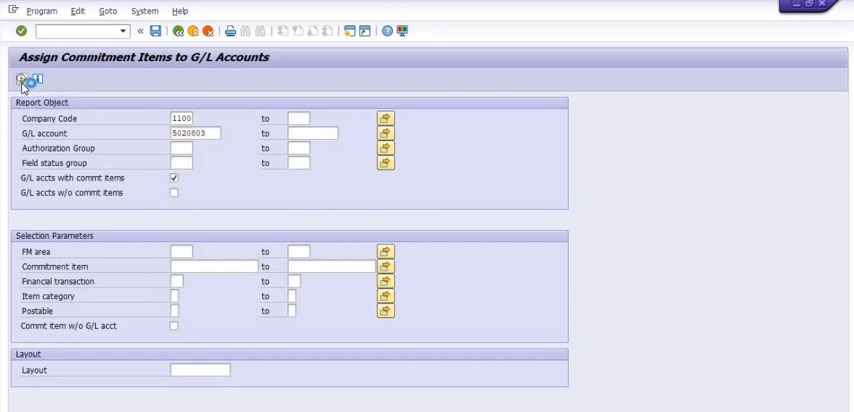 Program Edit Goto System Help
Assign Commitment Items to G/L Accounts
Report Object
Company Code 1100 to
G/L account 5020803 to
Authorization Group to
Field status group to
G/L accts with commt items
G/L accts w/o commt items
Selection Parameters
FM area to
Commitment item to
Financial transaction to
Item category to
Postable to
Commt item w/o G/L acct
Layout
Layout